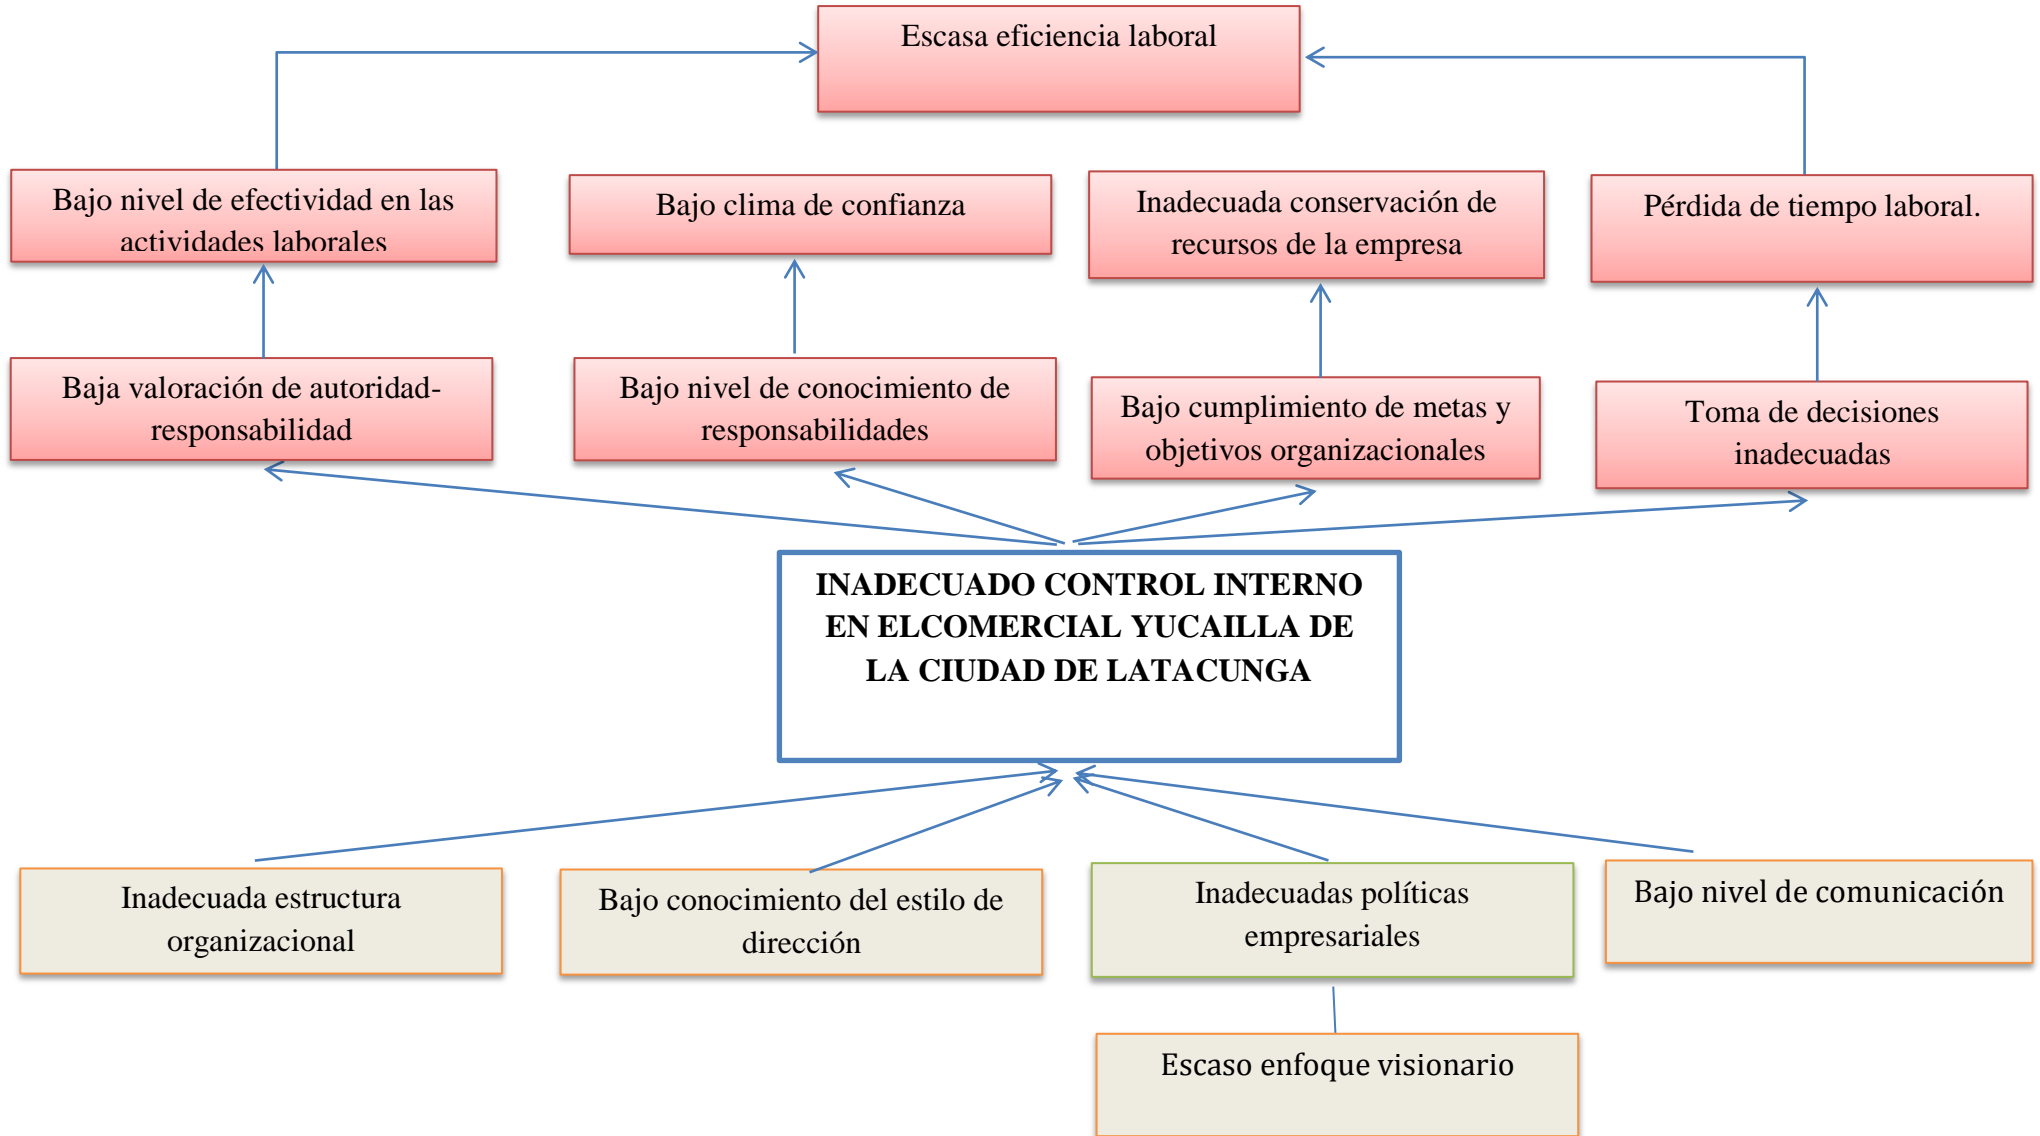 Escasa eficiencia laboral
Bajo nivel de efectividad en las
actividades laborales
Bajo clima de confianza
Inadecuada conservación de
recursos de la empresa
Pérdida de tiempo laboral.
Baja valoración de autoridad-
responsabilidad
Bajo nivel de conocimiento de
responsabilidades
Bajo cumplimiento de metas y
objetivos organizacionales
Toma de decisiones
inadecuadas
INADECUADO CONTROL INTERNO
EN ELCOMERCIAL YUCAILLA DE
LA CIUDAD DE LATACUNGA
Inadecuada estructura
organizacional
Bajo conocimiento del estilo de
dirección
Inadecuadas políticas
empresariales
Bajo nivel de comunicación
Escaso enfoque visionario